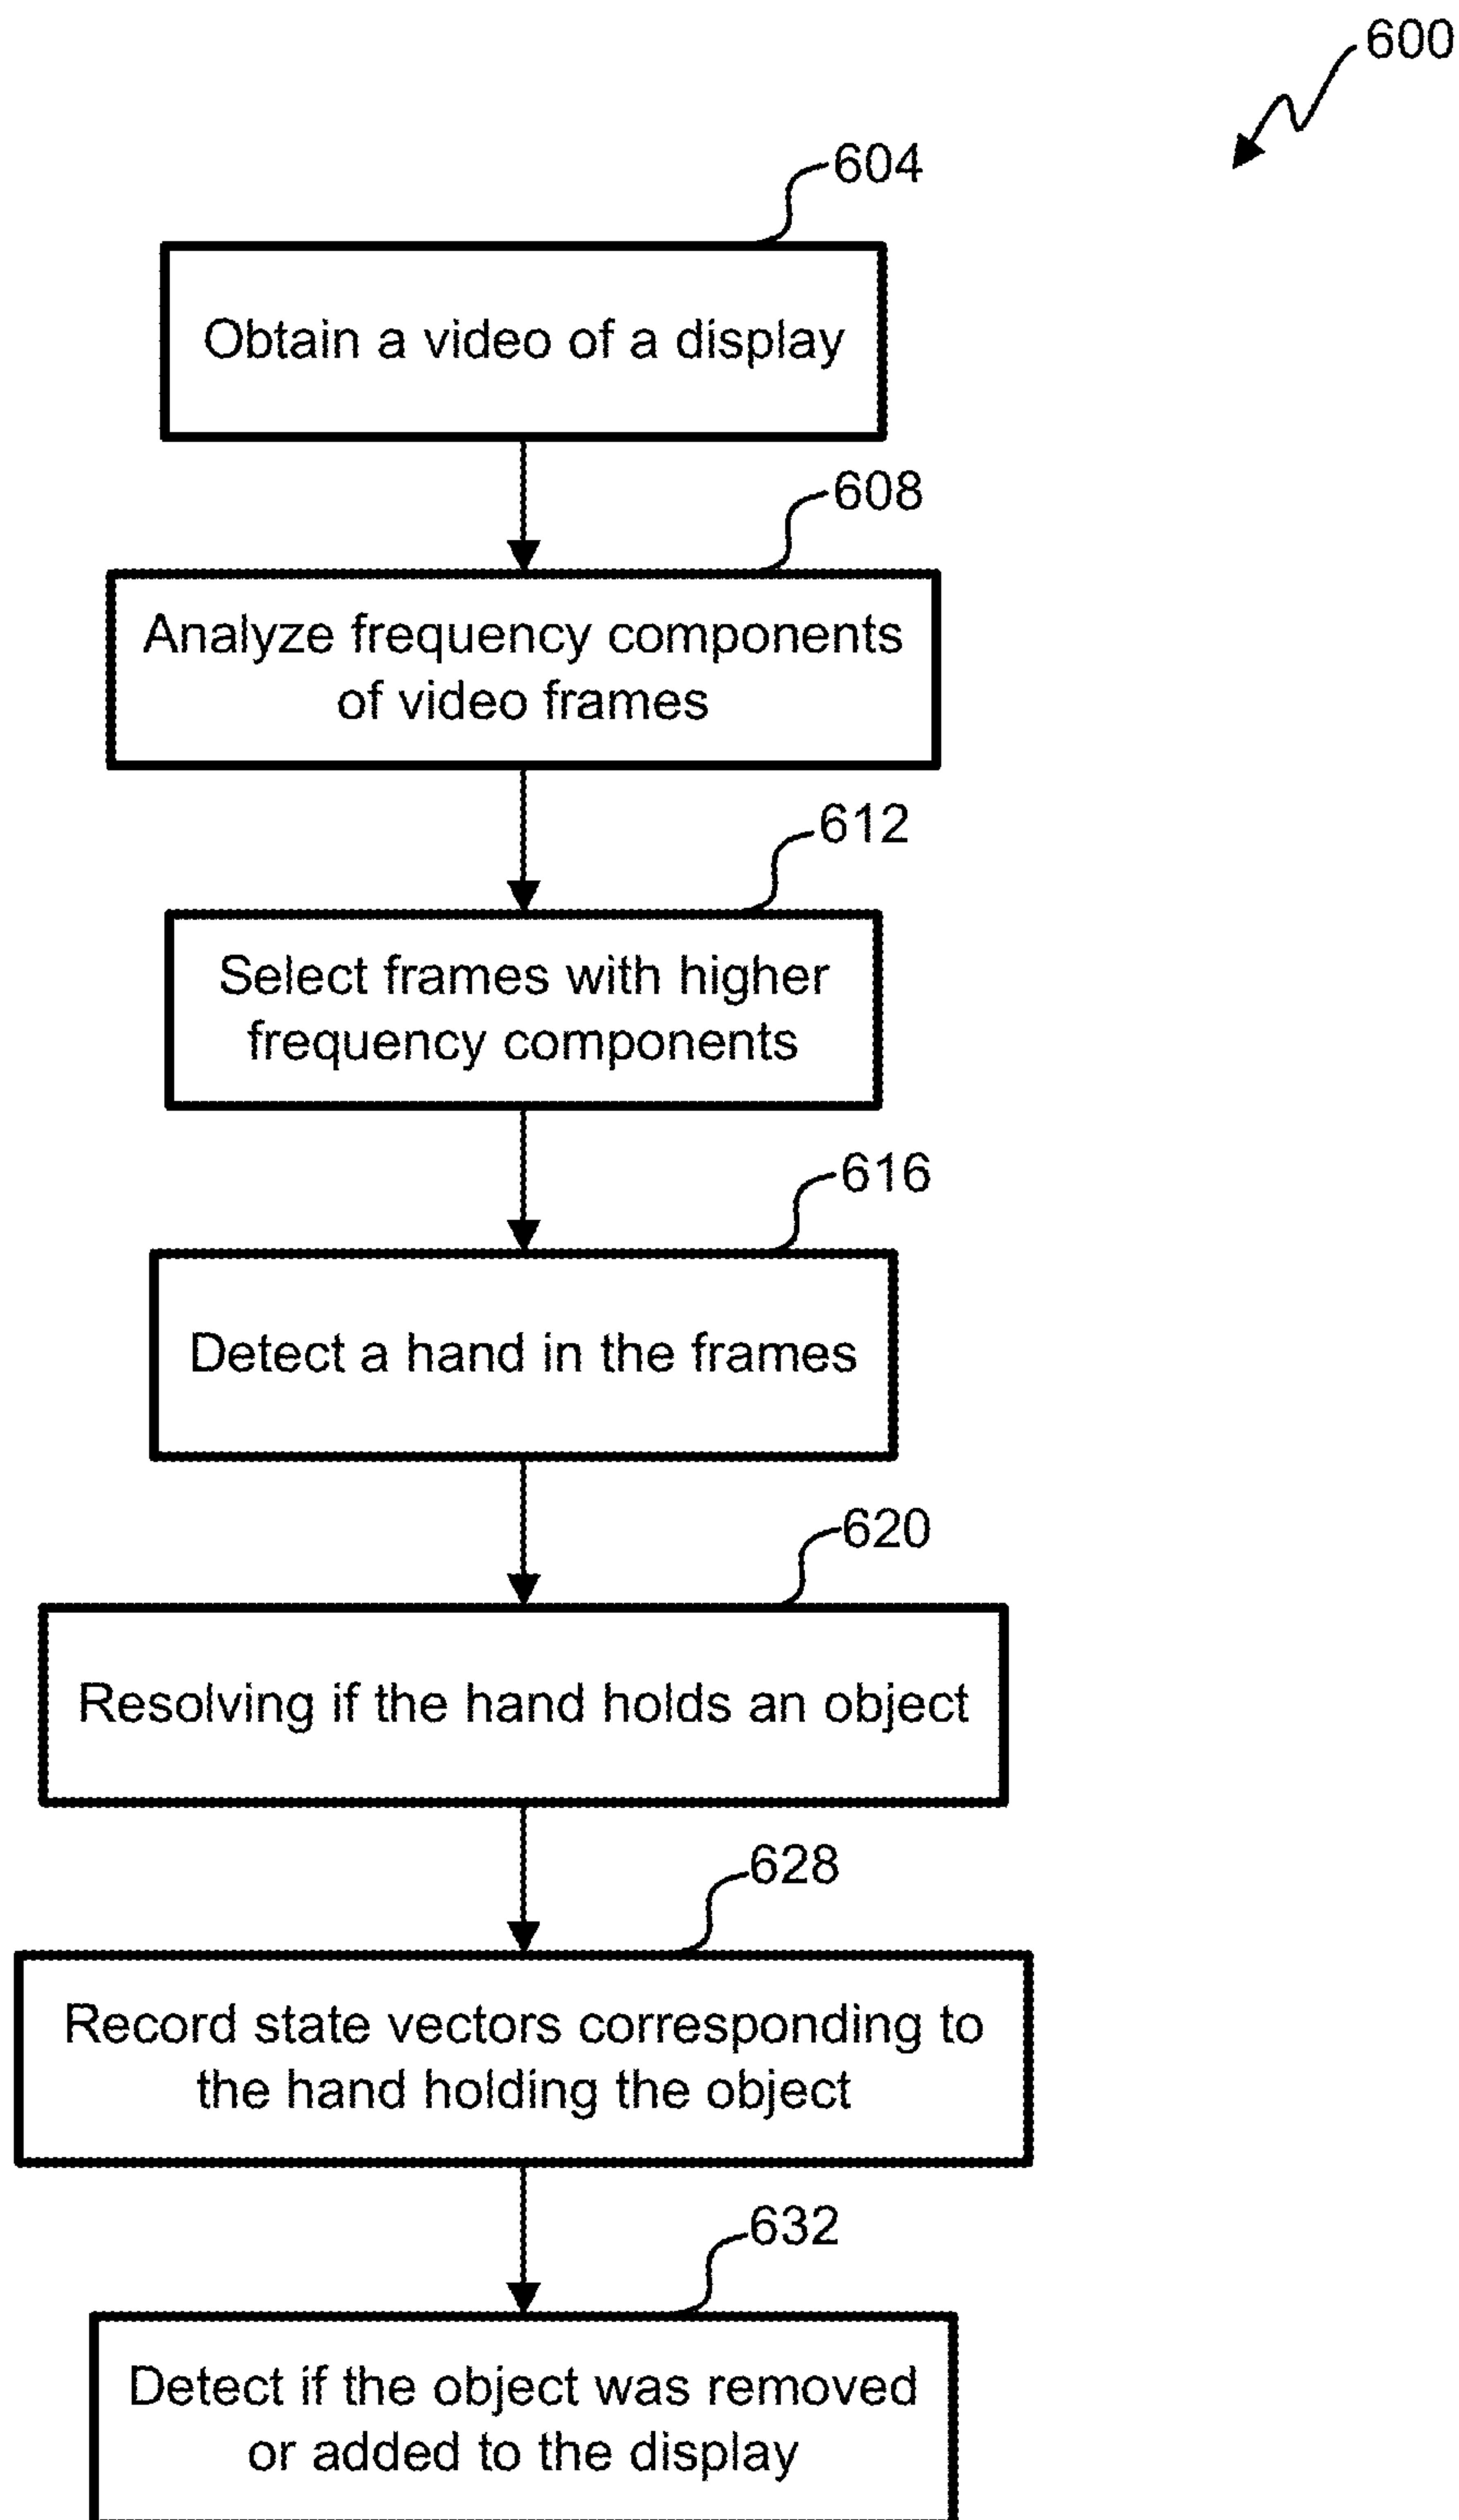 600
604
Obtain a video of a display
608
Analyze frequency components
of video frames
612
Select frames with higher
frequency components
616
Detect a hand in the frames
620
Resolving if the hand holds an object
628
Record state vectors corresponding to
the hand holding the object
632
Detect if the object was removed
or added to the display